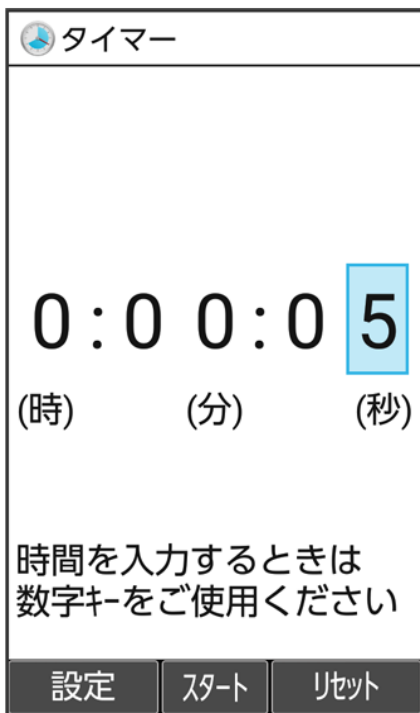 タイマー
0:00:05
(時) (分) (秒)
時間を入力するときは
数字ｷｰをご使用ください
設定 ｽﾀｰﾄ ﾘｾｯﾄ